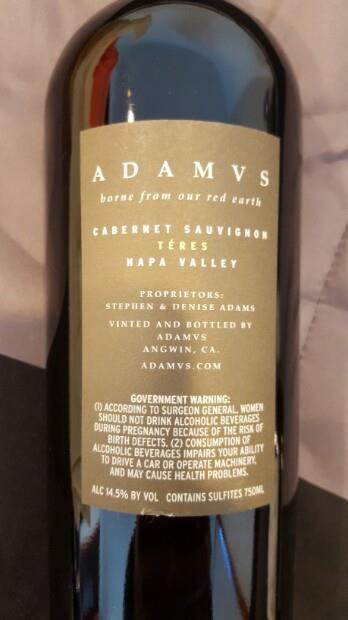 ADAMVS
borne from our red earth
CABERNET SAUVIGNON
TÉRES
NAPA VALLEY
PROPRIETORS:
STEPHEN & DENISE ADAMS
VINTED AND BOTTLED BY
ADAMVS
ANGWIN, CA.
ADAMVS.COM
GOVERNMENT WARNING:
(1) ACCORDING TO SURGEON GENERAL, WOMEN
SHOULD NOT DRINK ALCOHOLIC BEVERAGES
DURING PREGNANCY BECAUSE OF THE RISK OF
BIRTH DEFECTS. (2) CONSUMPTION OF
ALCOHOLIC BEVERAGES IMPAIRS YOUR ABILITY
TO DRIVE A CAR OR OPERATE MACHINERY,
AND MAY CAUSE HEALTH PROBLEMS.
ALC 14.5% BY VOL CONTAINS SULFITES 750ML